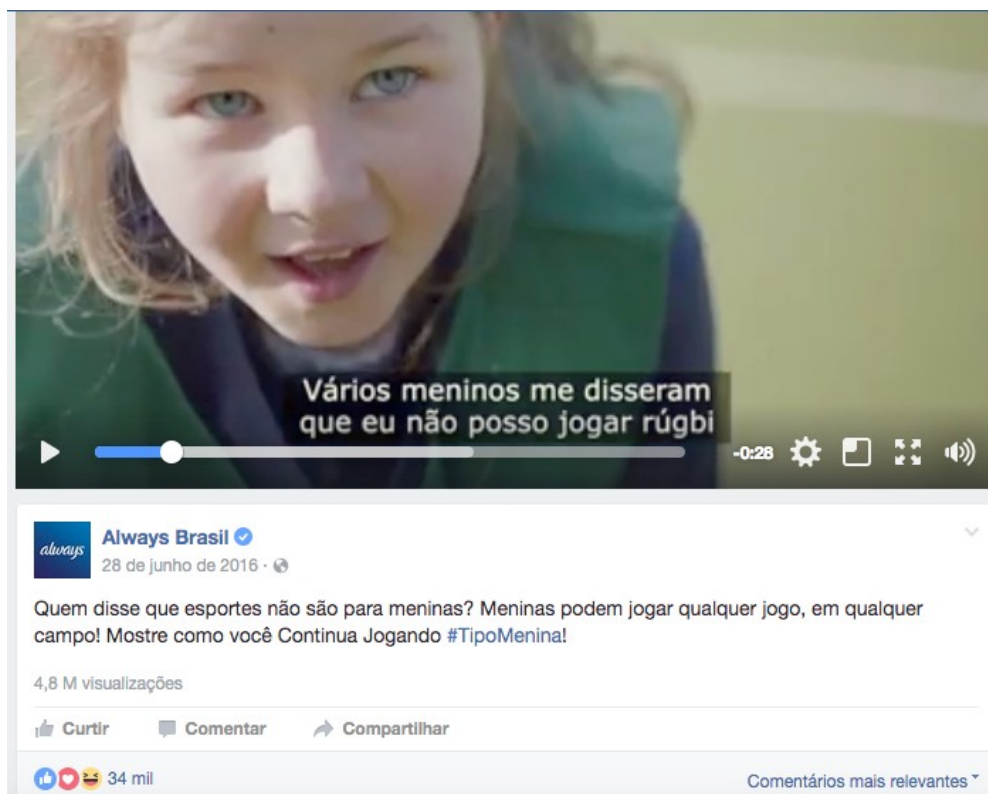 Vários meninos me disseram
que eu não posso jogar rúgbi
-0:26
always
Always Brasil
28 de junho de 2016 ·
Quem disse que esportes não são para meninas? Meninas podem jogar qualquer jogo, em qualquer
campo! Mostre como você Continua Jogando #TipoMenina!
4,8 M visualizações
Curtir Comentar Compartilhar
34 mil Comentários mais relevantes